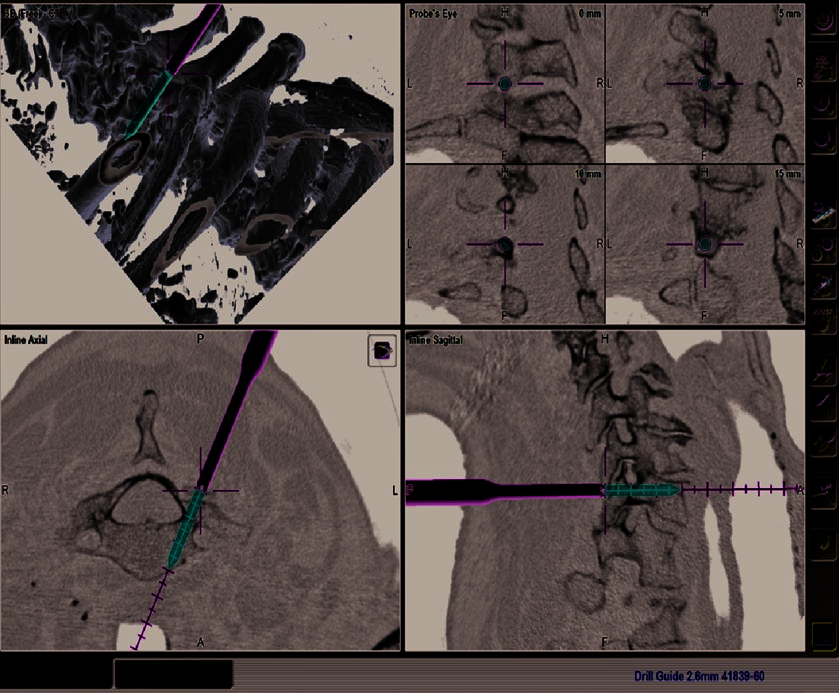 Probe's Eye
0 mm
H
L
R
F
5 mm
H
L
R
F
10 mm
H
L
R
F
15 mm
H
L
R
F
Inline Axial
P
R
L
A
Inline Sagittal
H
P
A
F
Drill Guide 2.6mm 41839-60